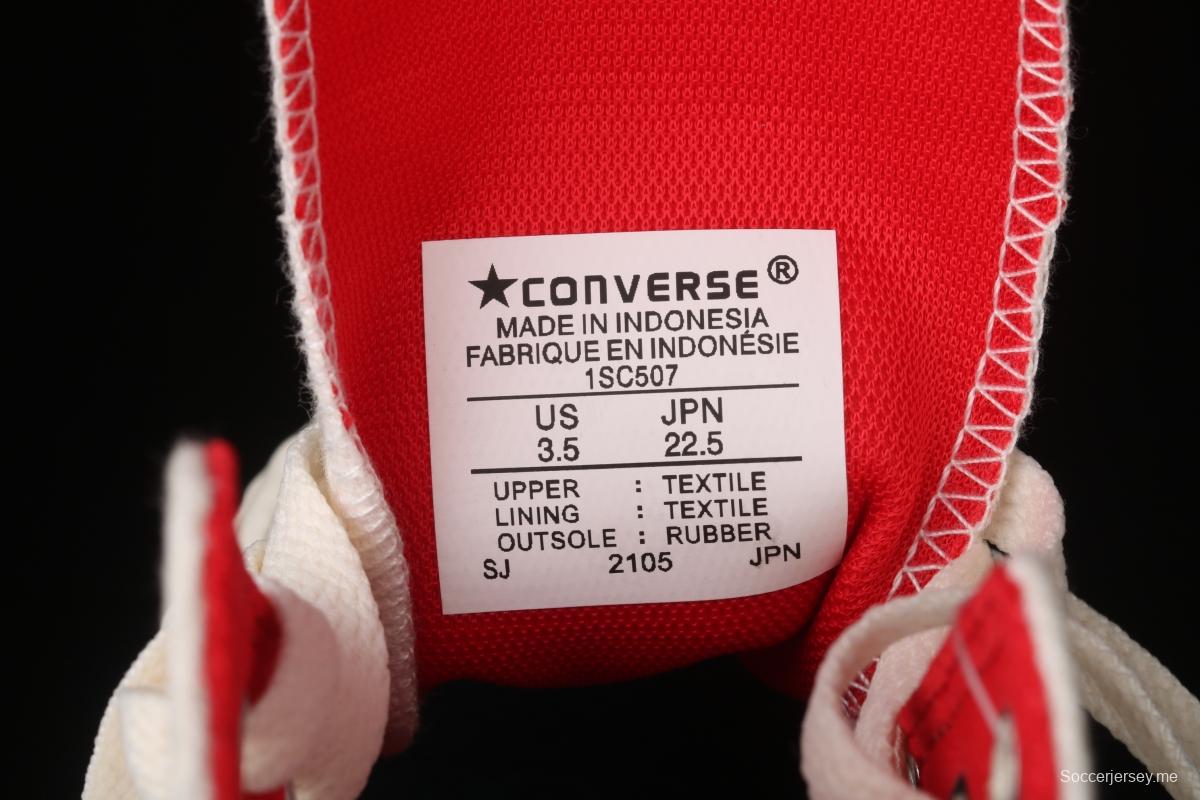 ★CONVERSE®
MADE IN INDONESIA
FABRIQUE EN INDONÉSIE
1SC507
US JPN
3.5 22.5
UPPER : TEXTILE
LINING : TEXTILE
OUTSOLE : RUBBER
SJ 2105 JPN
Soccerjersey.me